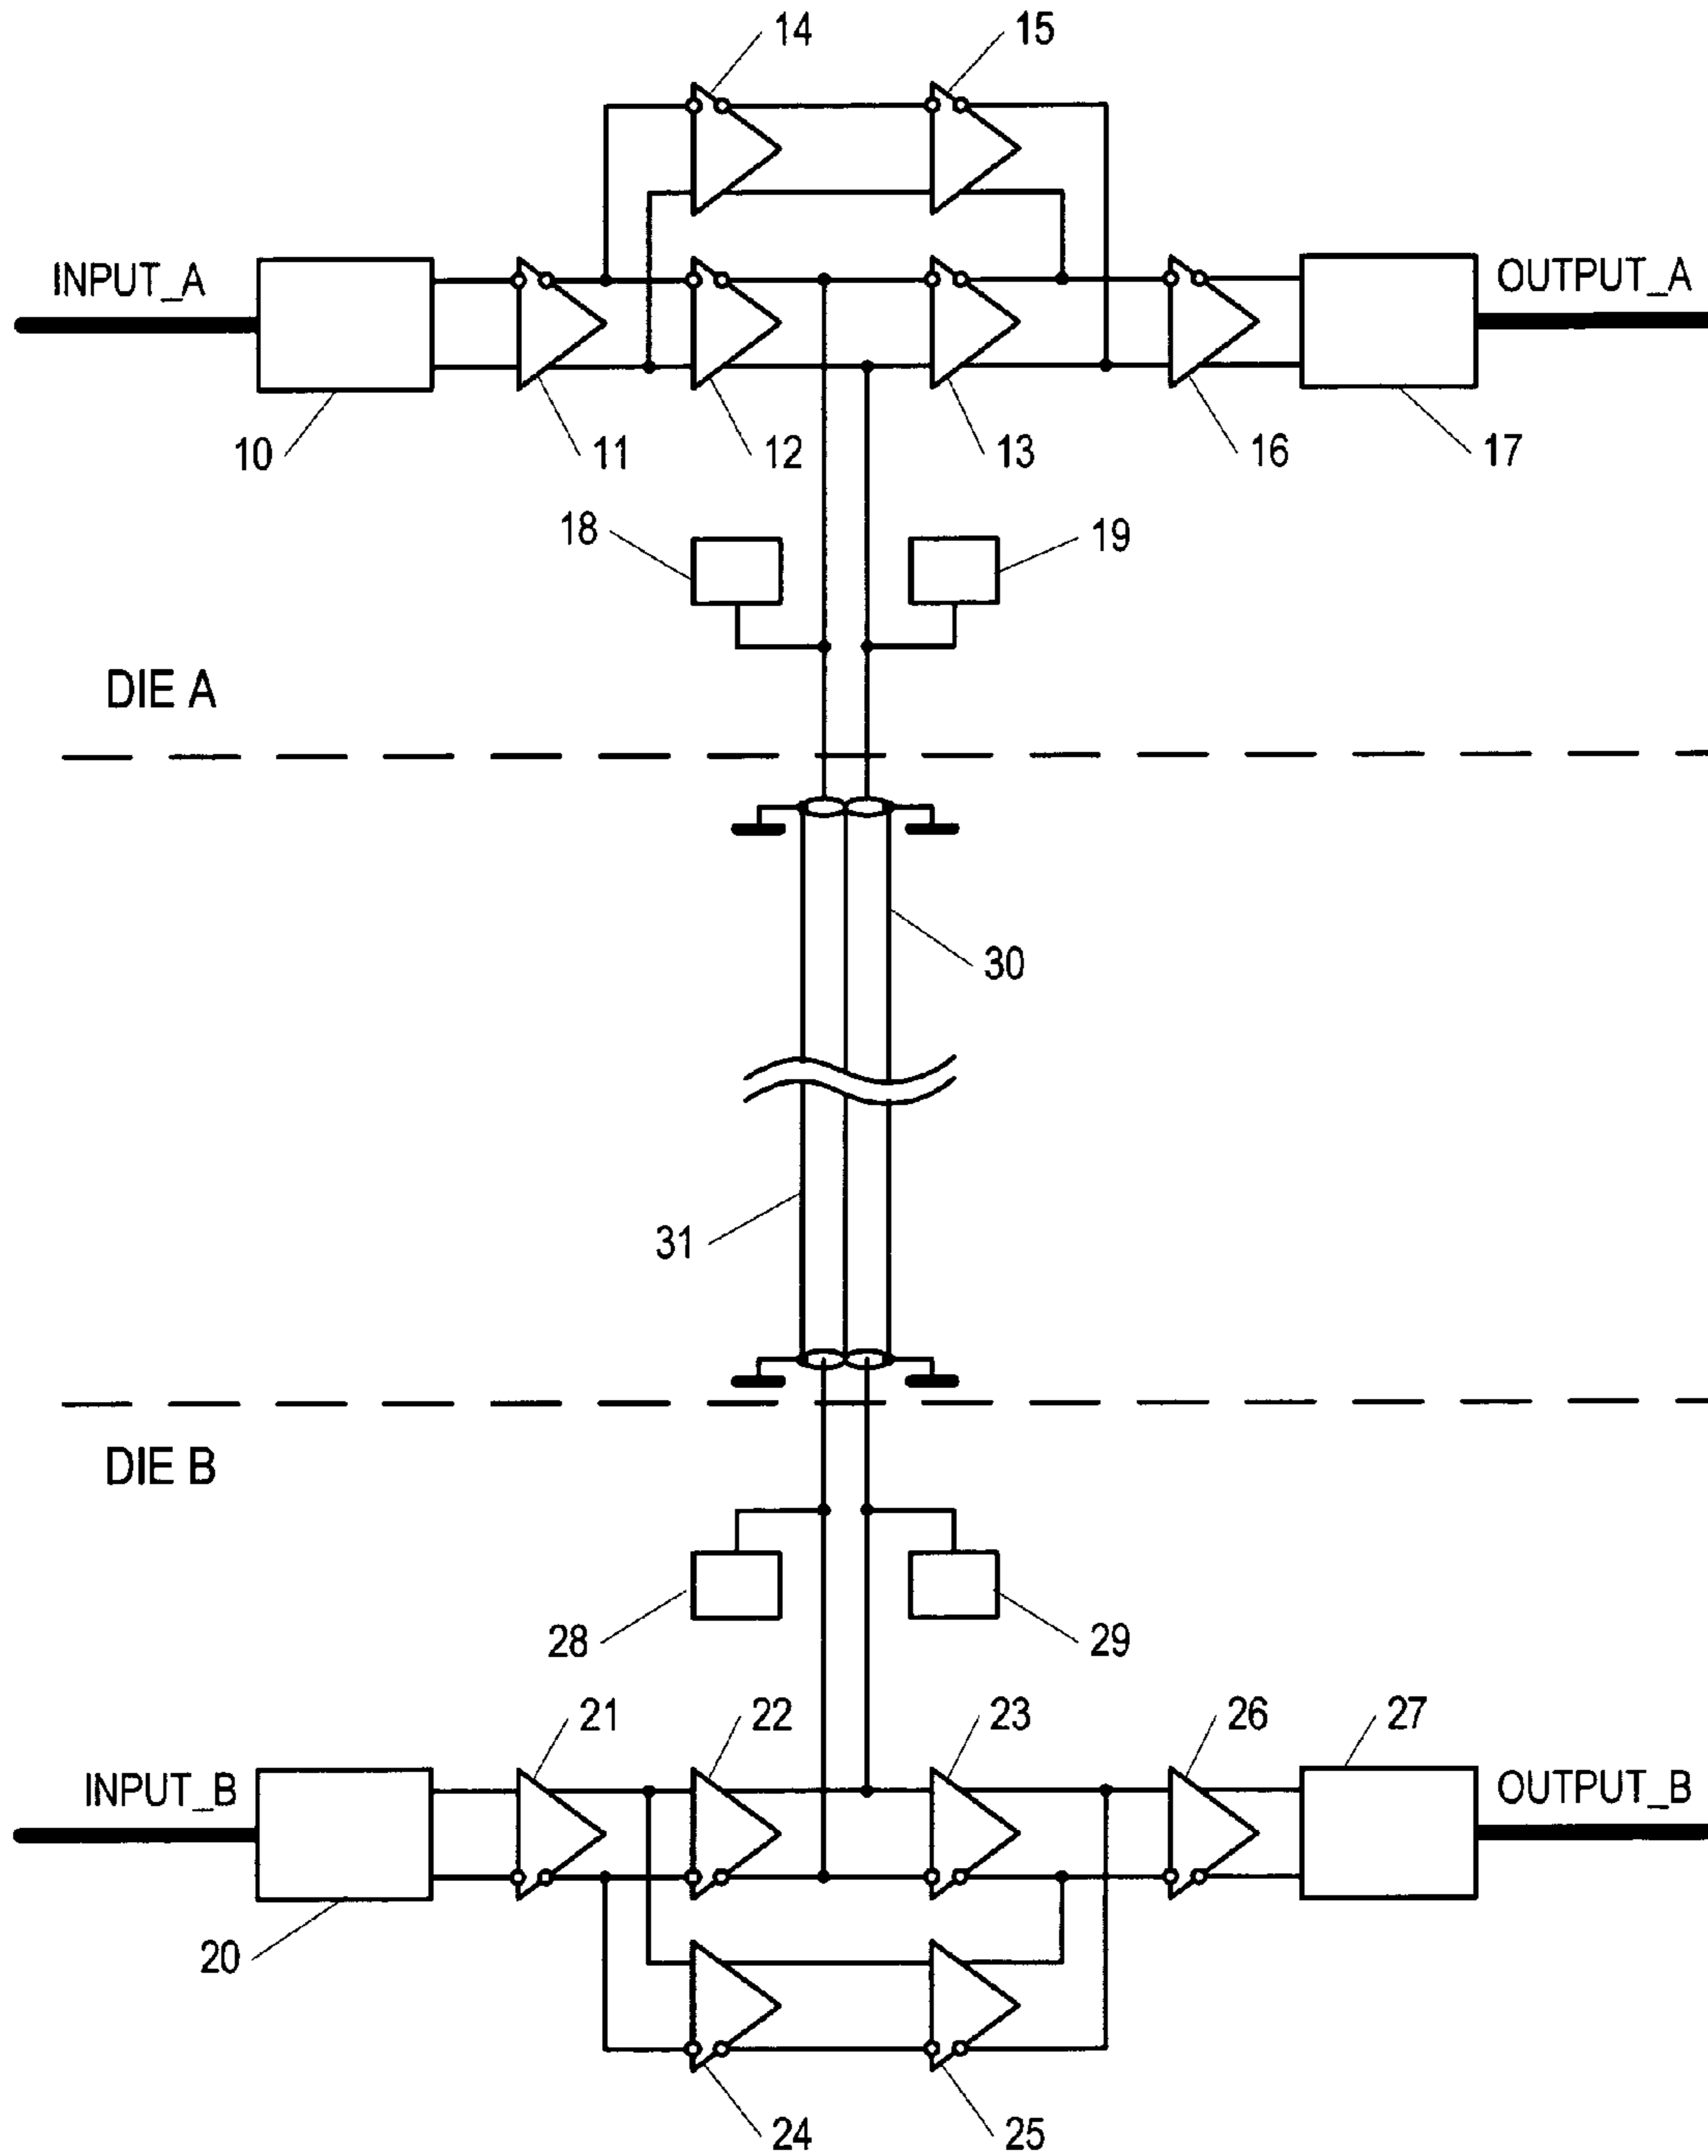 14 15
INPUT_A OUTPUT_A
10 11 12 13 16 17
18 19
DIE A
30
31
DIE B
28 29
21 22 23 26 27
INPUT_B OUTPUT_B
20
24 25